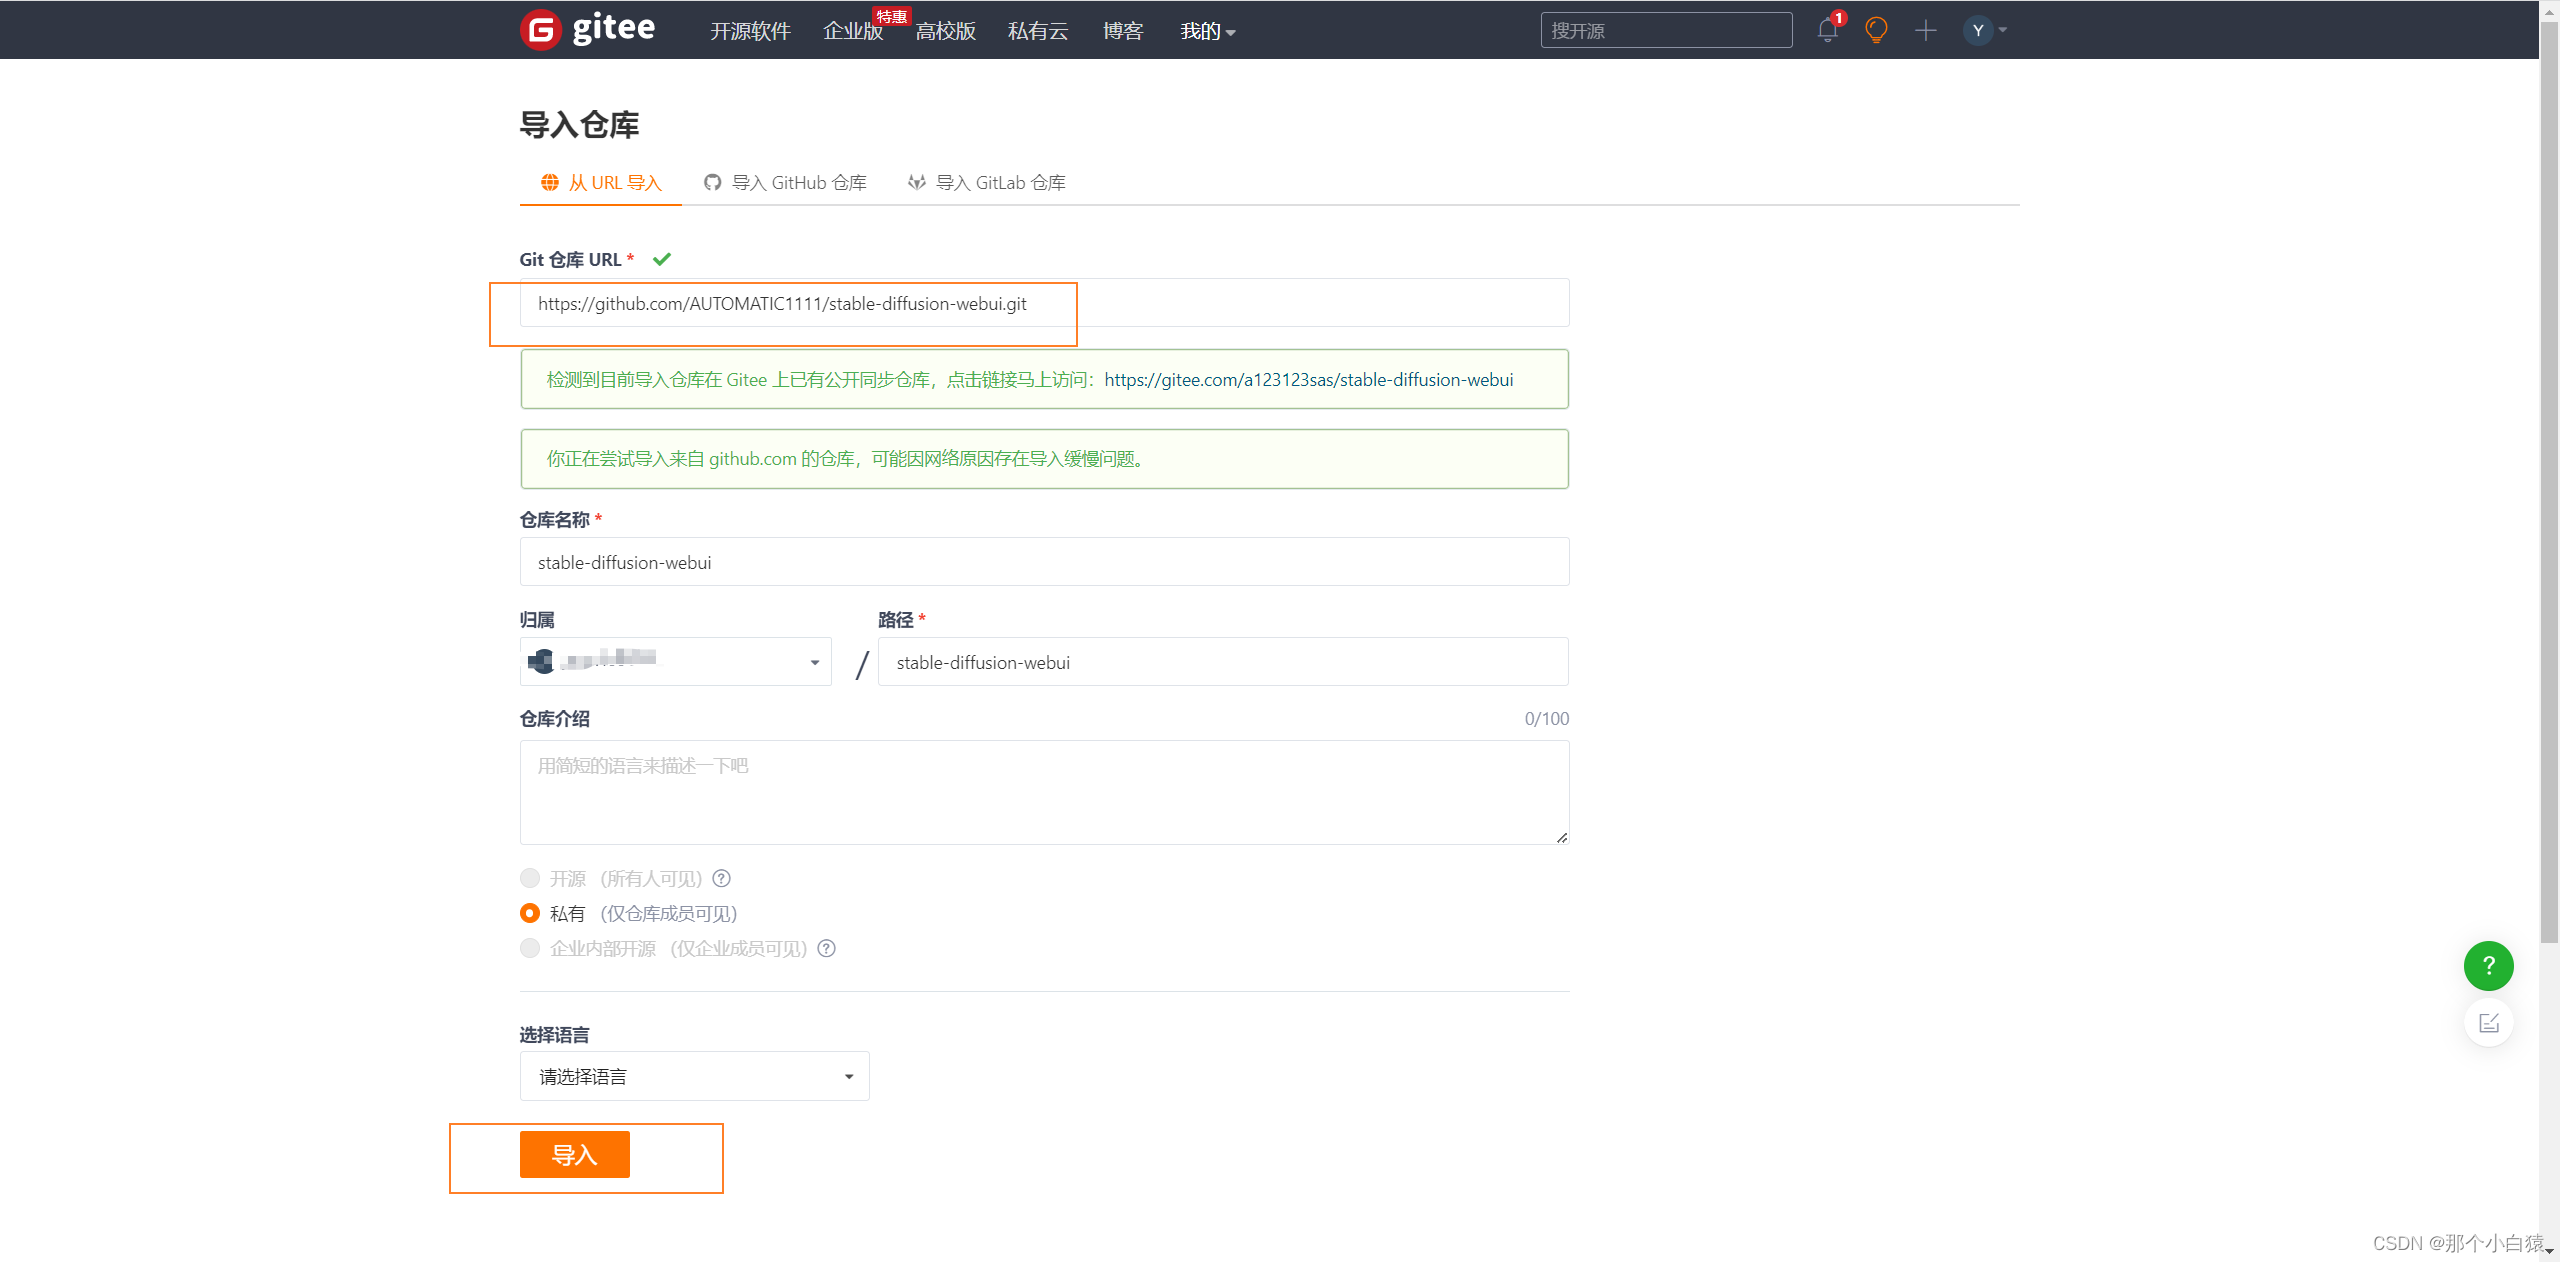 gitee 开源软件 企业版 特惠 高校版 私有云 博客 我的 搜开源 1 Y
导入仓库
从 URL 导入 导入 GitHub 仓库 导入 GitLab 仓库
Git 仓库 URL *
https://github.com/AUTOMATIC1111/stable-diffusion-webui.git
检测到目前导入仓库在 Gitee 上已有公开同步仓库，点击链接马上访问：https://gitee.com/a123123sas/stable-diffusion-webui
你正在尝试导入来自 github.com 的仓库，可能因网络原因存在导入缓慢问题。
仓库名称 *
stable-diffusion-webui
归属 路径 *
/ stable-diffusion-webui
仓库介绍 0/100
用简短的语言来描述一下吧
开源 （所有人可见） ?
私有 （仅仓库成员可见）
企业内部开源 （仅企业成员可见） ?
?
选择语言
请选择语言
导入
CSDN @那个小白猿